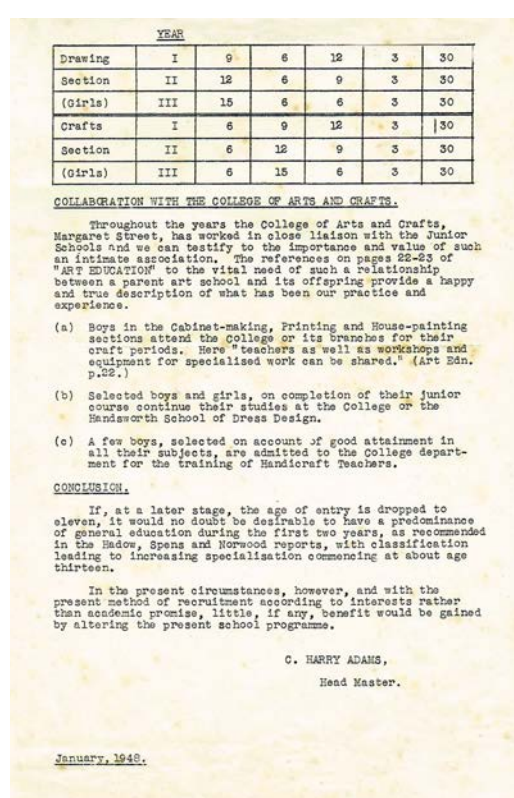 YEAR
Drawing I 9 6 12 3 30
Section II 12 6 9 3 30
(Girls) III 15 6 6 3 30
Crafts I 6 9 12 3 30
Section II 6 12 9 3 30
(Girls) III 6 15 6 3 30
COLLABORATION WITH THE COLLEGE OF ARTS AND CRAFTS.
Throughout the years the College of Arts and Crafts,
Margaret Street, has worked in close liaison with the Junior
Schools and we can testify to the importance and value of such
an intimate association. The references on pages 22-23 of
"ART EDUCATION" to the vital need of such a relationship
between a parent art school and its offspring provide a happy
and true description of what has been our practice and
experience.
(a) Boys in the Cabinet-making, Printing and House-painting
sections attend the College or its branches for their
craft periods. Here "teachers as well as workshops and
equipment for specialised work can be shared." (Art Edn.
p.22.)
(b) Selected boys and girls, on completion of their junior
course continue their studies at the College or the
Handsworth School of Dress Design.
(c) A few boys, selected on account of good attainment in
all their subjects, are admitted to the College depart-
ment for the training of Handicraft Teachers.
CONCLUSION.
If, at a later stage, the age of entry is dropped to
eleven, it would no doubt be desirable to have a predominance
of general education during the first two years, as recommended
in the Hadow, Spens and Norwood reports, with classification
leading to increasing specialisation commencing at about age
thirteen.
In the present circumstances, however, and with the
present method of recruitment according to interests rather
than academic promise, little, if any, benefit would be gained
by altering the present school programme.
C. HARRY ADAMS,
Head Master.
January, 1948.